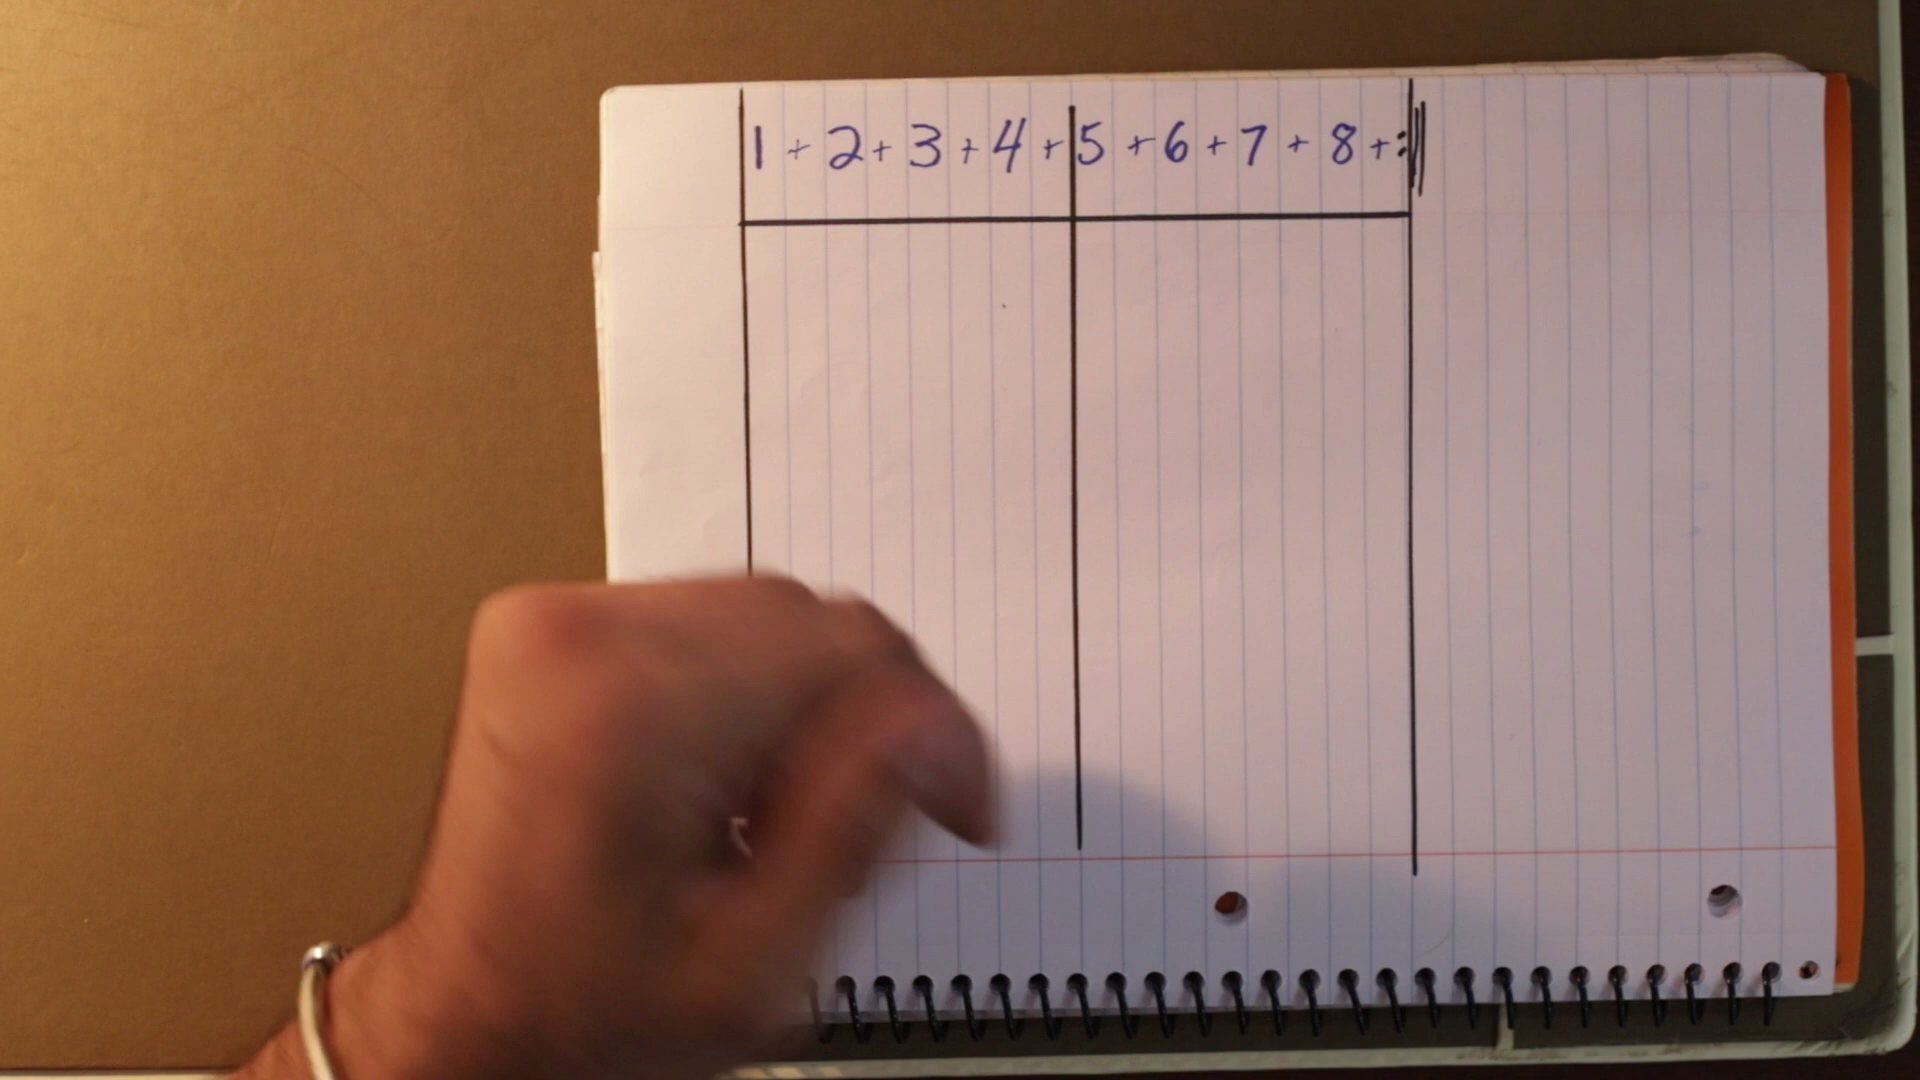 1 + 2 + 3 + 4 + 5 + 6 + 7 + 8 + :